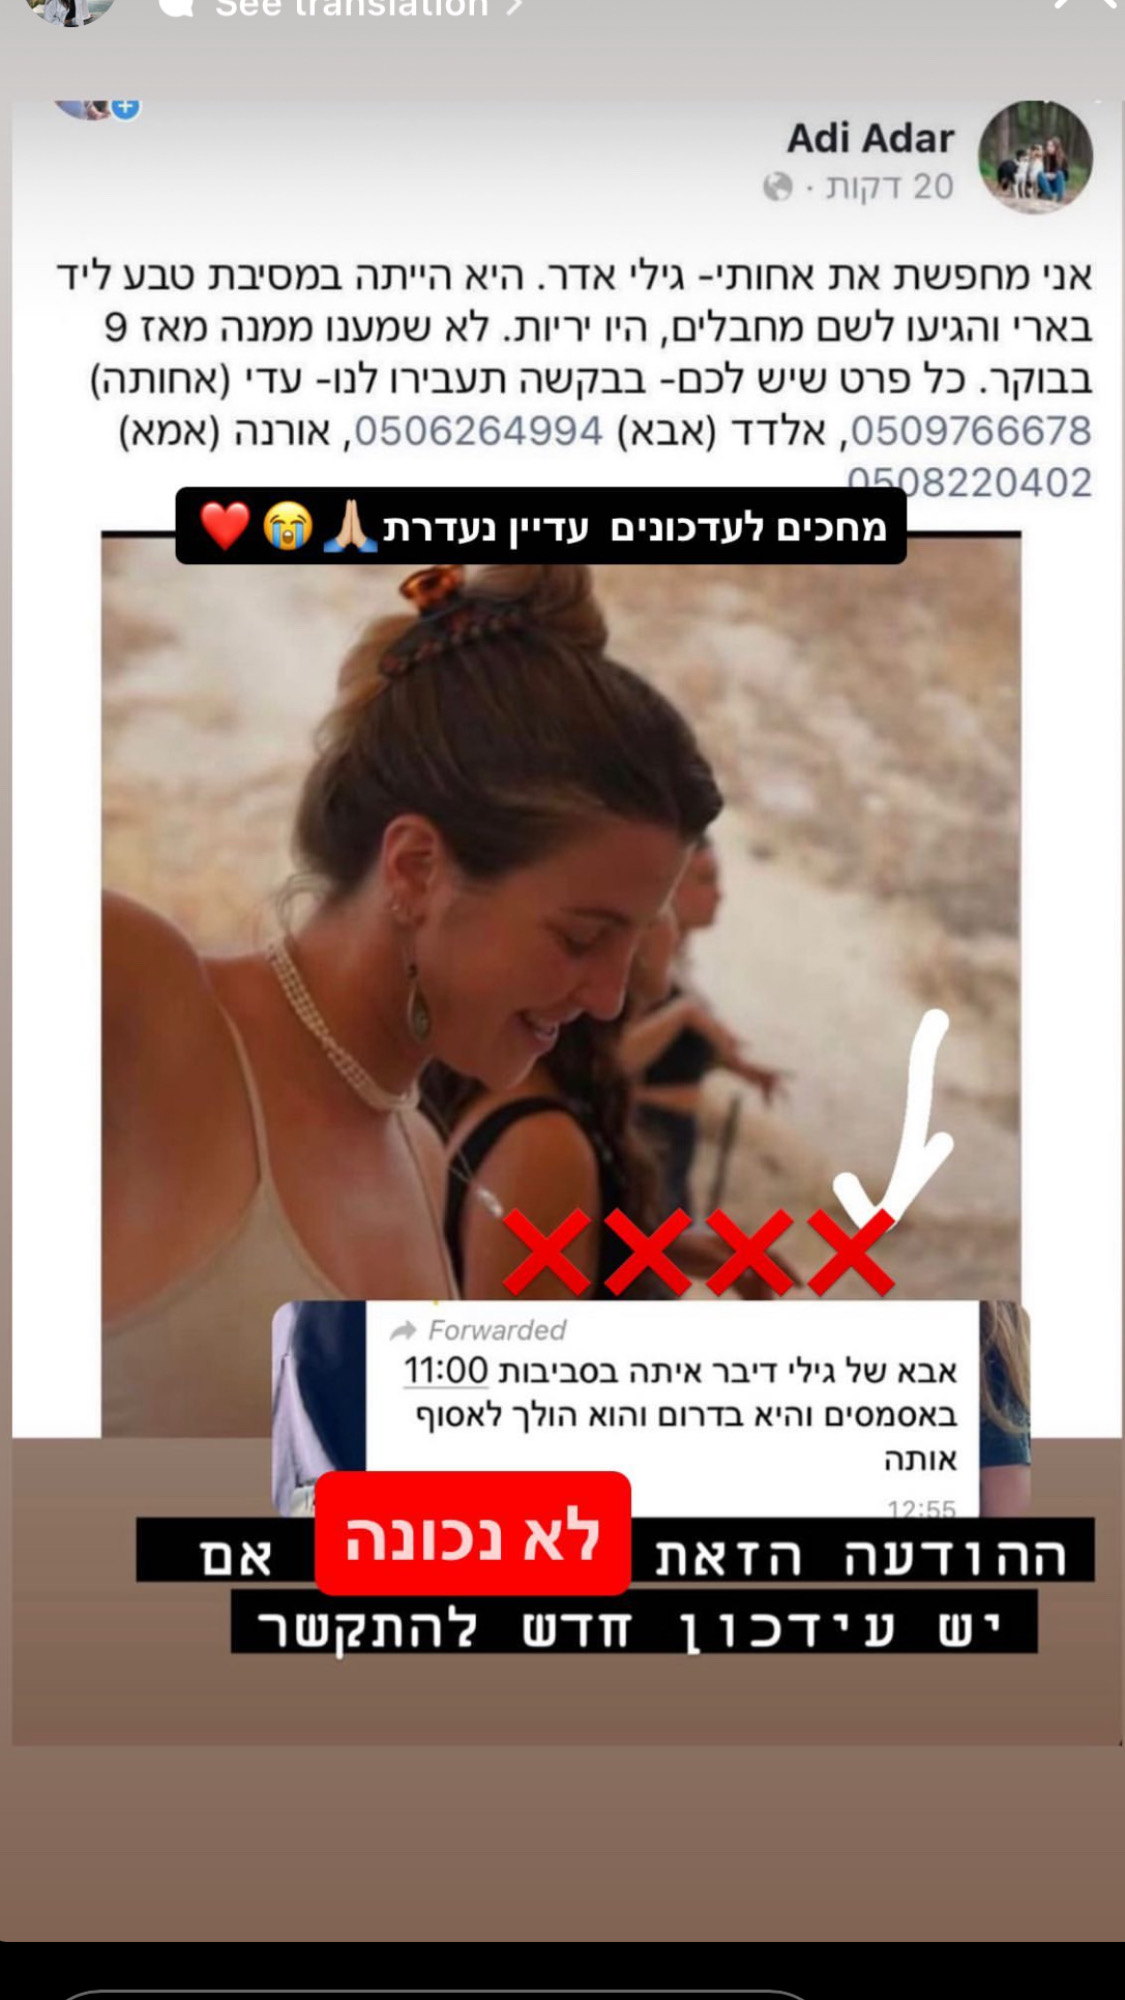 See translation >
Adi Adar
20 דקות ·
אני מחפשת את אחותי- גילי אדר. היא הייתה במסיבת טבע ליד
בארי והגיעו לשם מחבלים, היו יריות. לא שמענו ממנה מאז 9
בבוקר. כל פרט שיש לכם- בבקשה תעבירו לנו- עדי (אחותה)
0509766678, אלדד (אבא) 0506264994, אורנה (אמא)
0508220402
מחכים לעדכונים עדיין נעדרת🙏🏼😭❤️
❌❌❌❌
Forwarded
אבא של גילי דיבר איתה בסביבות 11:00
באסמסים והיא בדרום והוא הולך לאסוף
אותה
12:55
ההודעה הזאת לא נכונה אם
יש עידכון חדש להתקשר